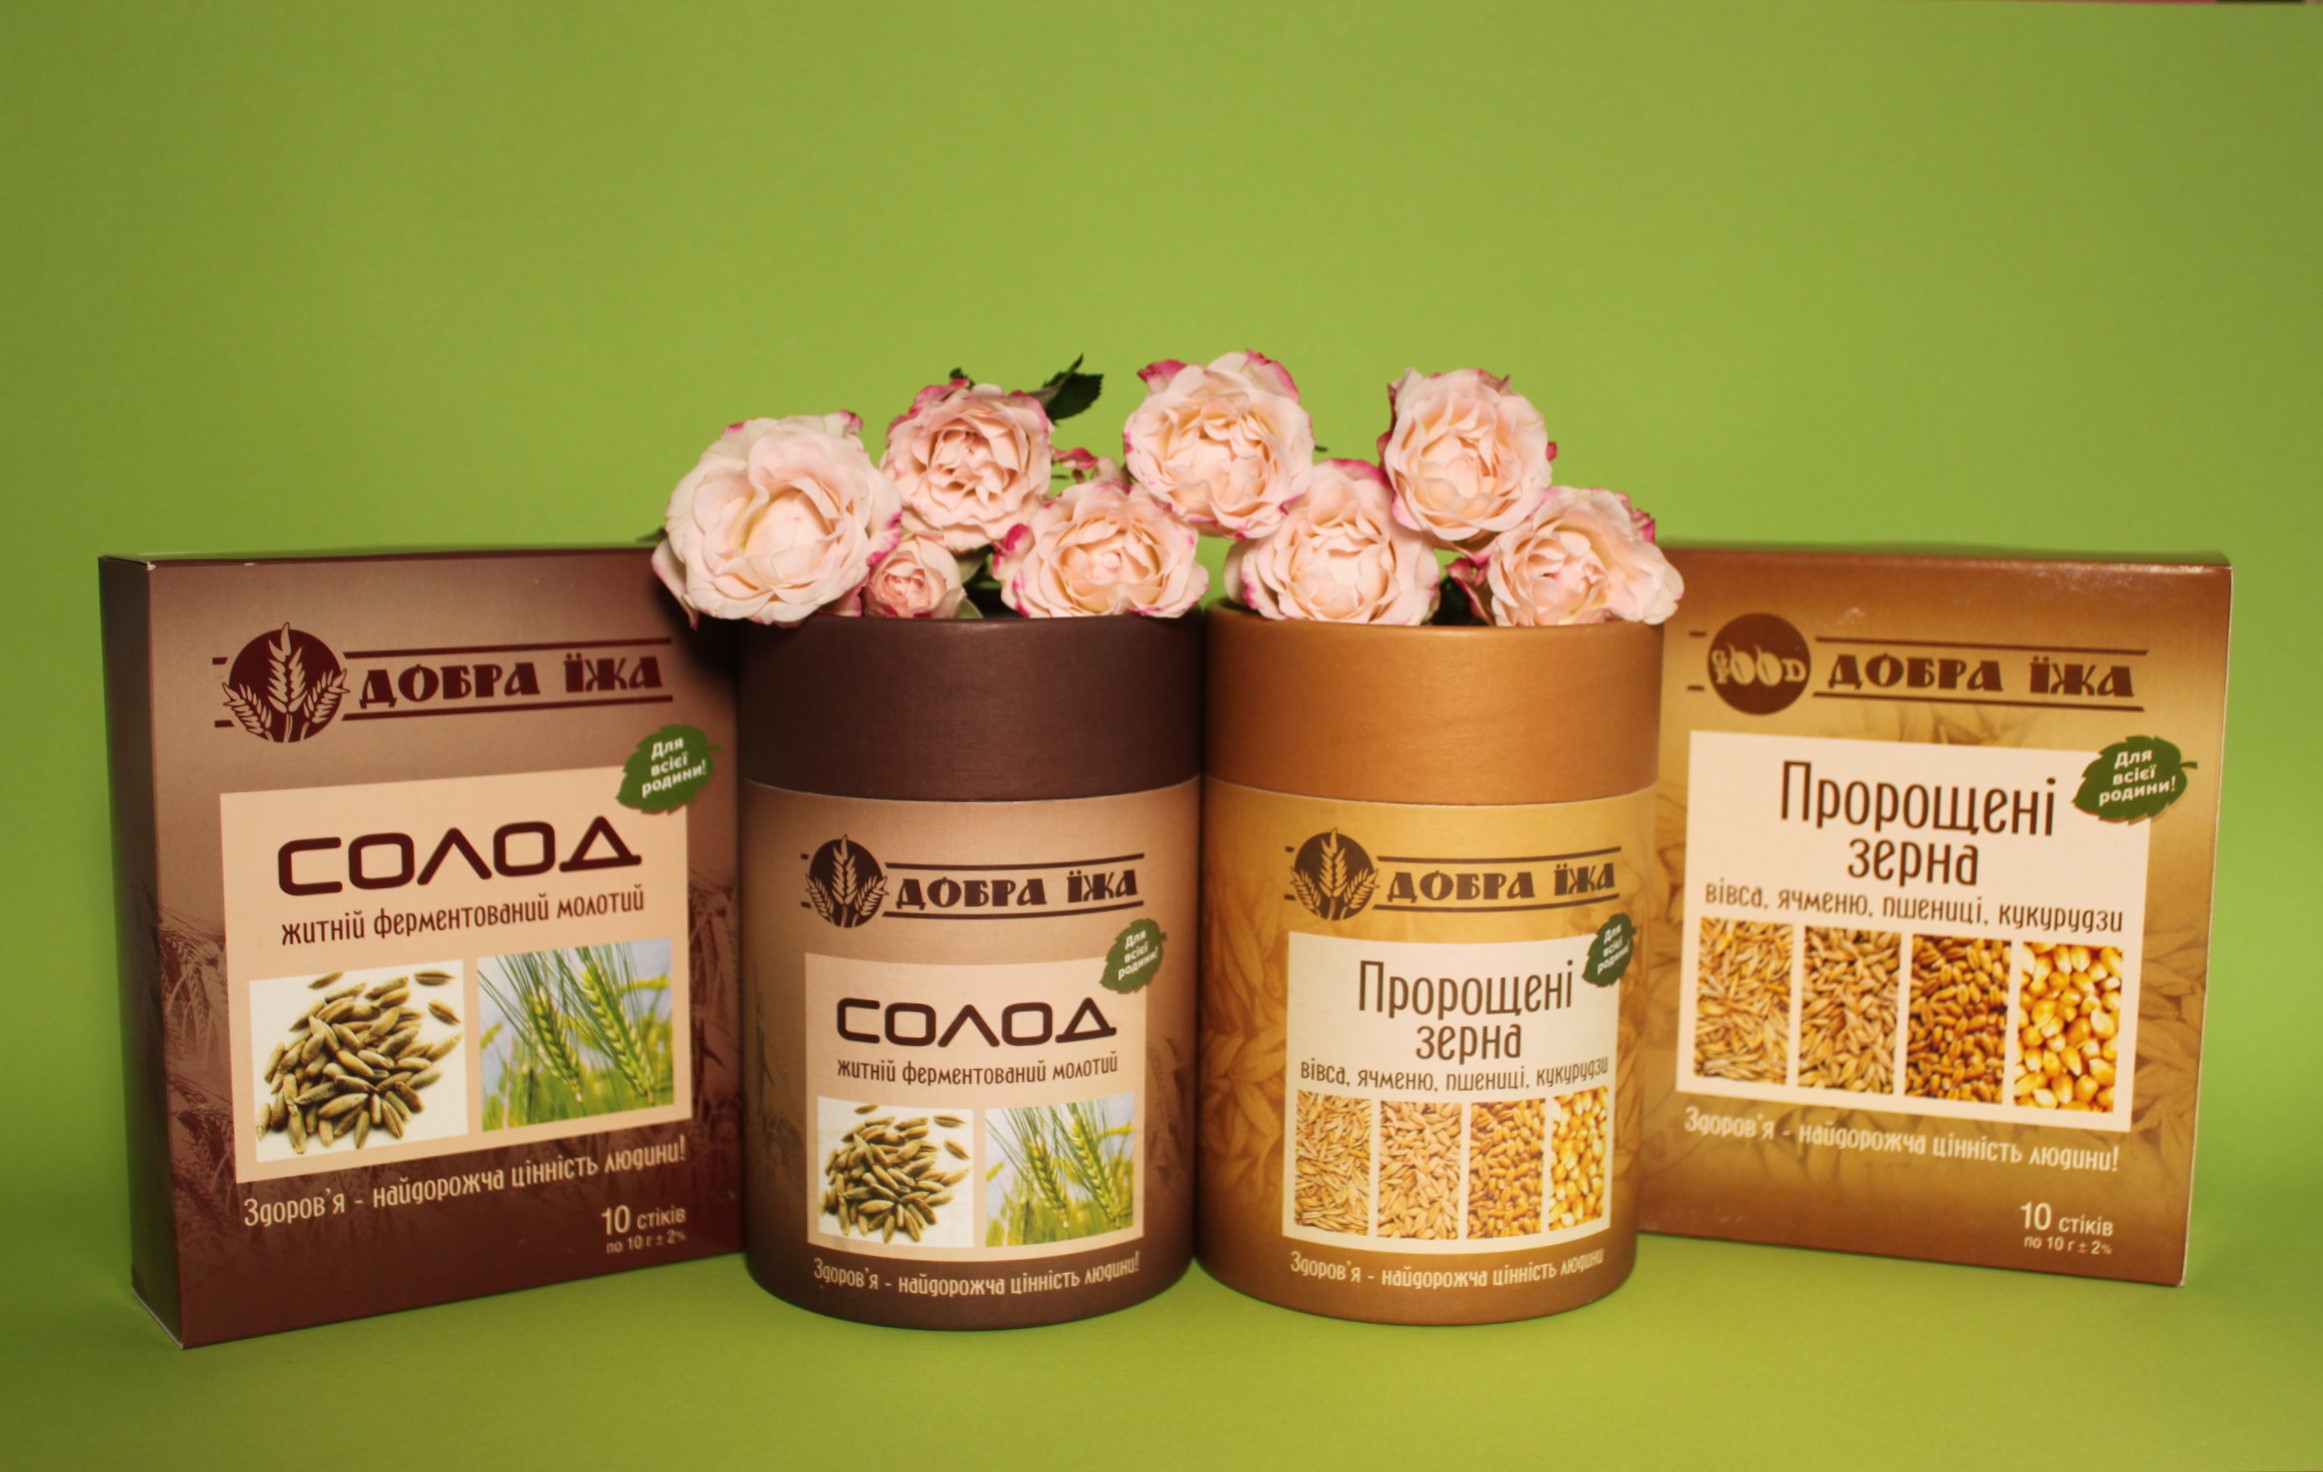 ДОБРА ЇЖА
Для
всієї
родини!
СОЛОД
житній ферментований молотий
Здоров'я - найдорожча цінність людини!
10 стіків
по 10 г ± 2%
ДОБРА ЇЖА
Для
всієї
родини!
СОЛОД
житній ферментований молотий
Здоров'я - найдорожча цінність людини!
ДОБРА ЇЖА
Для
всієї
родини!
Пророщені
зерна
вівса, ячменю, пшениці, кукурудзи
Здоров'я - найдорожча цінність людини
gOOD ДОБРА ЇЖА
Для
всієї
родини!
Пророщені
зерна
вівса, ячменю, пшениці, кукурудзи
Здоров'я - найдорожча цінність людини!
10 стіків
по 10 г ± 2%